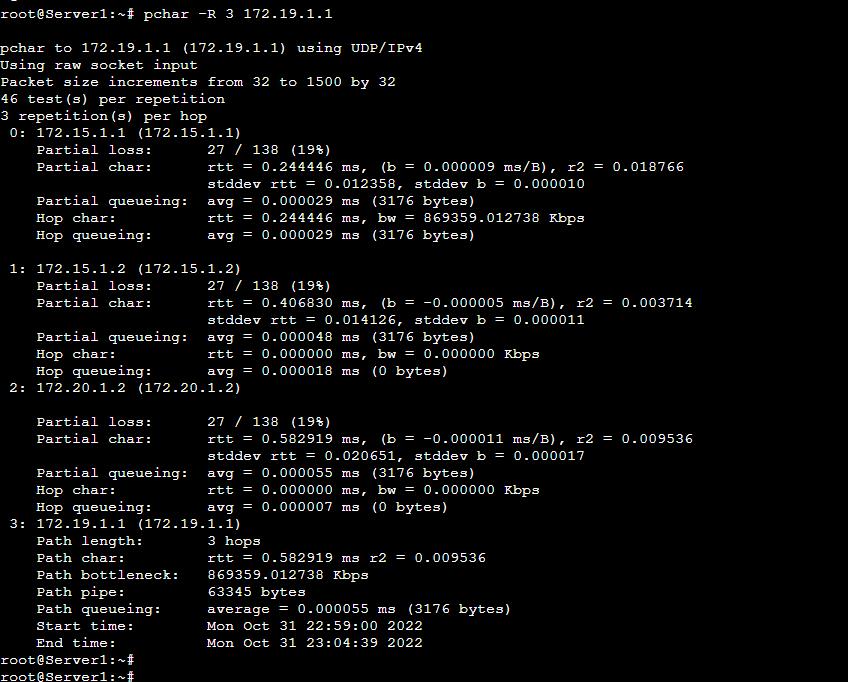 root@Server1:~# pchar -R 3 172.19.1.1
pchar to 172.19.1.1 (172.19.1.1) using UDP/IPv4
Using raw socket input
Packet size increments from 32 to 1500 by 32
46 test(s) per repetition
3 repetition(s) per hop
 0: 172.15.1.1 (172.15.1.1)
    Partial loss:      27 / 138 (19%)
    Partial char:      rtt = 0.244446 ms, (b = 0.000009 ms/B), r2 = 0.018766
                       stddev rtt = 0.012358, stddev b = 0.000010
    Partial queueing:  avg = 0.000029 ms (3176 bytes)
    Hop char:          rtt = 0.244446 ms, bw = 869359.012738 Kbps
    Hop queueing:      avg = 0.000029 ms (3176 bytes)
 1: 172.15.1.2 (172.15.1.2)
    Partial loss:      27 / 138 (19%)
    Partial char:      rtt = 0.406830 ms, (b = -0.000005 ms/B), r2 = 0.003714
                       stddev rtt = 0.014126, stddev b = 0.000011
    Partial queueing:  avg = 0.000048 ms (3176 bytes)
    Hop char:          rtt = 0.000000 ms, bw = 0.000000 Kbps
    Hop queueing:      avg = 0.000018 ms (0 bytes)
 2: 172.20.1.2 (172.20.1.2)
    Partial loss:      27 / 138 (19%)
    Partial char:      rtt = 0.582919 ms, (b = -0.000011 ms/B), r2 = 0.009536
                       stddev rtt = 0.020651, stddev b = 0.000017
    Partial queueing:  avg = 0.000055 ms (3176 bytes)
    Hop char:          rtt = 0.000000 ms, bw = 0.000000 Kbps
    Hop queueing:      avg = 0.000007 ms (0 bytes)
 3: 172.19.1.1 (172.19.1.1)
    Path length:       3 hops
    Path char:         rtt = 0.582919 ms r2 = 0.009536
    Path bottleneck:   869359.012738 Kbps
    Path pipe:         63345 bytes
    Path queueing:     average = 0.000055 ms (3176 bytes)
    Start time:        Mon Oct 31 22:59:00 2022
    End time:          Mon Oct 31 23:04:39 2022
root@Server1:~#
root@Server1:~#